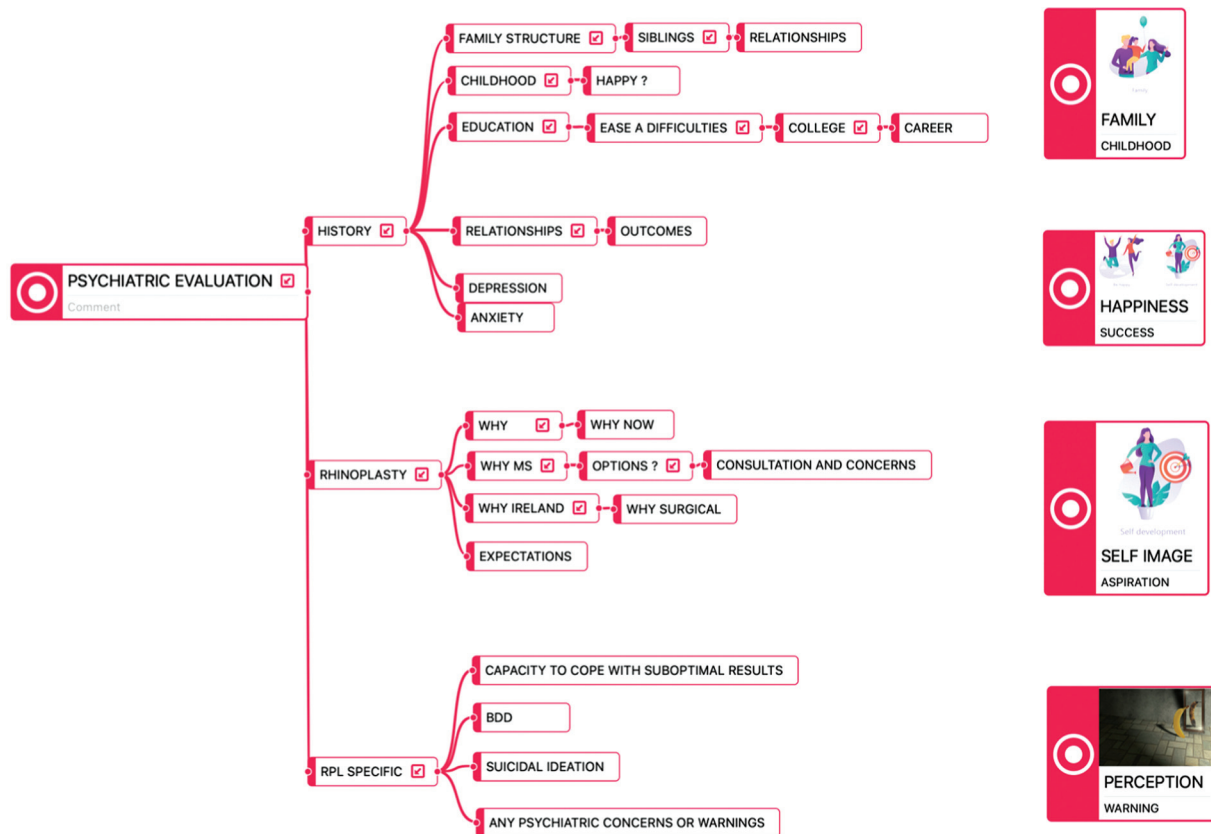 FAMILY STRUCTURE
SIBLINGS
RELATIONSHIPS
CHILDHOOD
HAPPY ?
EDUCATION
EASE A DIFFICULTIES
COLLEGE
CAREER
HISTORY
RELATIONSHIPS
OUTCOMES
PSYCHIATRIC EVALUATION
Comment
DEPRESSION
ANXIETY
RHINOPLASTY
WHY
WHY NOW
WHY MS
OPTIONS ?
CONSULTATION AND CONCERNS
WHY IRELAND
WHY SURGICAL
EXPECTATIONS
RPL SPECIFIC
CAPACITY TO COPE WITH SUBOPTIMAL RESULTS
BDD
SUICIDAL IDEATION
ANY PSYCHIATRIC CONCERNS OR WARNINGS
Family
FAMILY
CHILDHOOD
HAPPINESS
SUCCESS
Self development
SELF IMAGE
ASPIRATION
PERCEPTION
WARNING